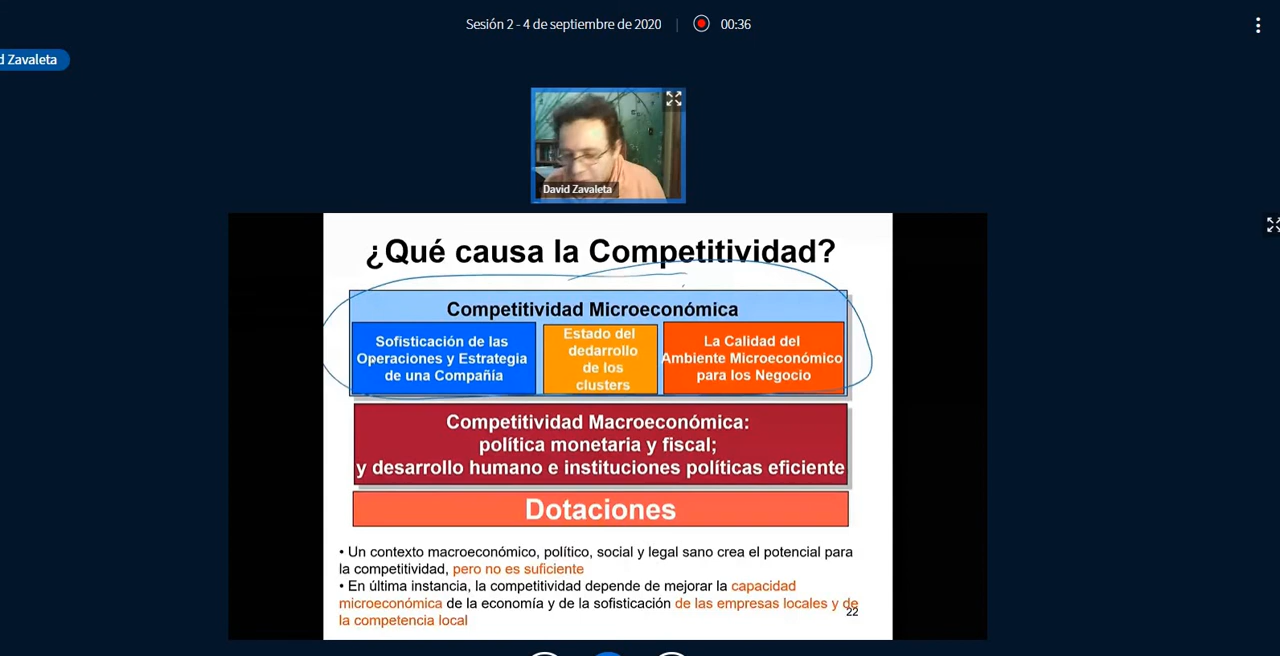 Sesión 2 - 4 de septiembre de 2020 | 00:36
d Zavaleta
David Zavaleta
¿Qué causa la Competitividad?
Competitividad Microeconómica
Sofisticación de las
Operaciones y Estrategia
de una Compañía
Estado del
dedarrollo
de los
clusters
La Calidad del
Ambiente Microeconómico
para los Negocio
Competitividad Macroeconómica:
política monetaria y fiscal;
y desarrollo humano e instituciones políticas eficiente
Dotaciones
• Un contexto macroeconómico, político, social y legal sano crea el potencial para
la competitividad, pero no es suficiente
• En última instancia, la competitividad depende de mejorar la capacidad
microeconómica de la economía y de la sofisticación de las empresas locales y de
la competencia local
22